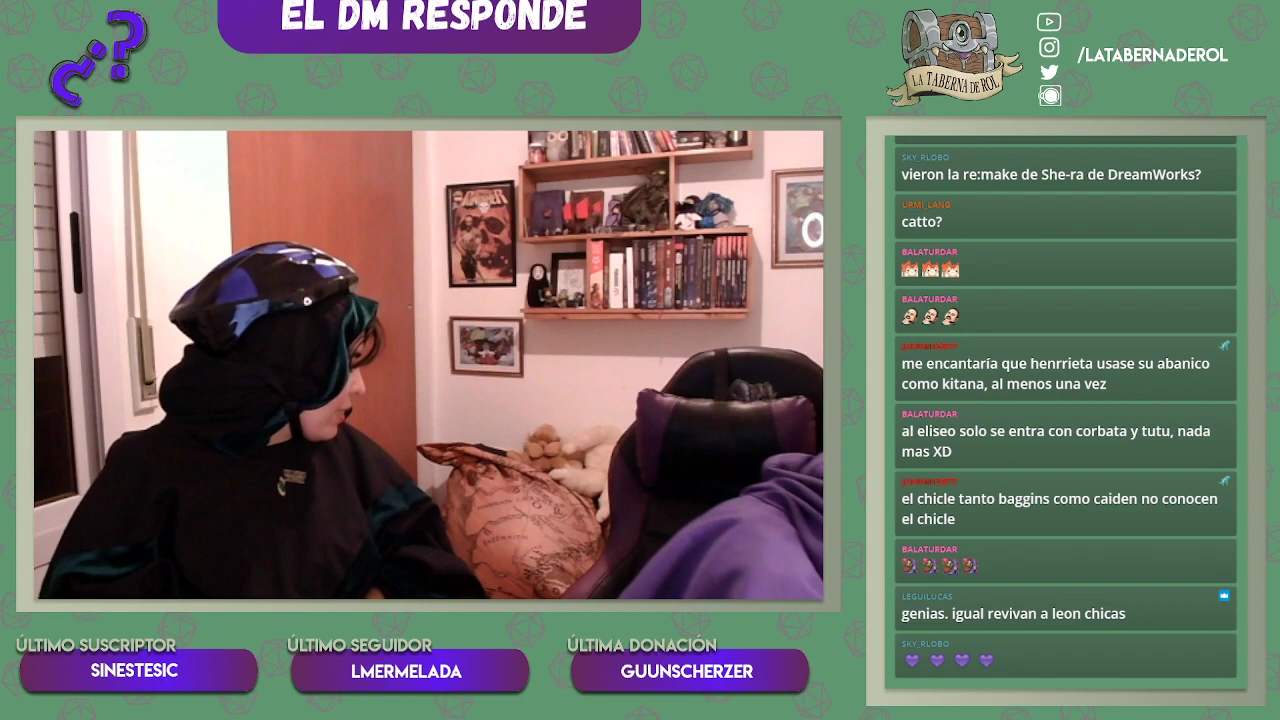 EL DM RESPONDE
LA TABERNA DE ROL
/LATABERNADEROL
SKY_RLOBO
vieron la re:make de She-ra de DreamWorks?
URMI_LANG
catto?
BALATURDAR
BALATURDAR
me encantaría que henrrieta usase su abanico
como kitana, al menos una vez
BALATURDAR
al eliseo solo se entra con corbata y tutu, nada
mas XD
el chicle tanto baggins como caiden no conocen
el chicle
BALATURDAR
LEGUILUCAS
genias. igual revivan a leon chicas
SKY_RLOBO
ÚLTIMO SUSCRIPTOR
SINESTESIC
ÚLTIMO SEGUIDOR
LMERMELADA
ÚLTIMA DONACIÓN
GUUNSCHERZER